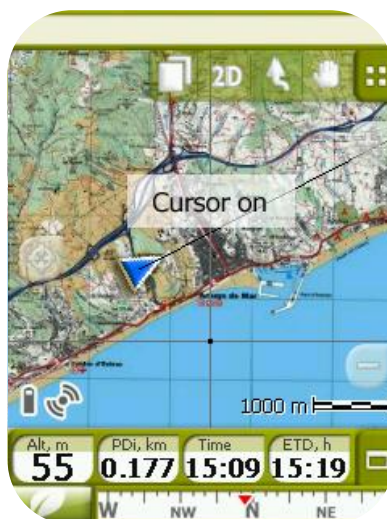 2D
Cursor on
1000 m
Alt, m
PDi, km
Time
ETD, h
55
0.177
15:09
15:19
W
NW
N
NE